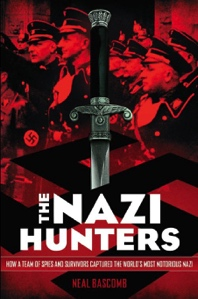 THE
NAZI
HUNTERS
HOW A TEAM OF SPIES AND SURVIVORS CAPTURED THE WORLD'S MOST NOTORIOUS NAZI
NEAL BASCOMB